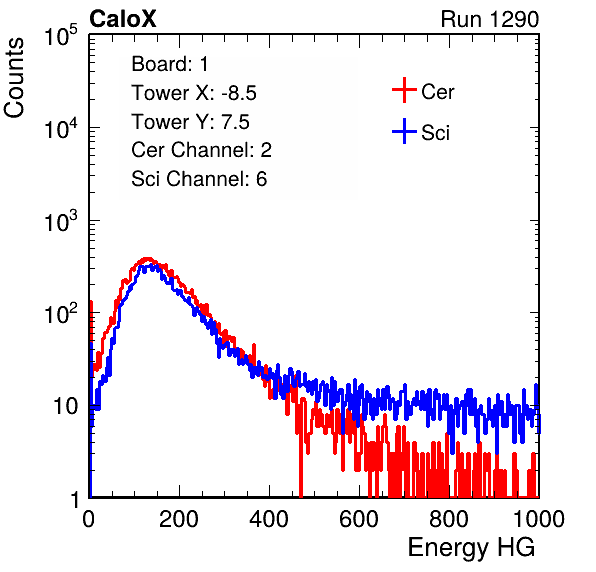 CaloX Run 1290
Counts
Board: 1
Tower X: -8.5
Tower Y: 7.5
Cer Channel: 2
Sci Channel: 6
Cer
Sci
10^5
10^4
10^3
10^2
10
1
0 200 400 600 800 1000
Energy HG